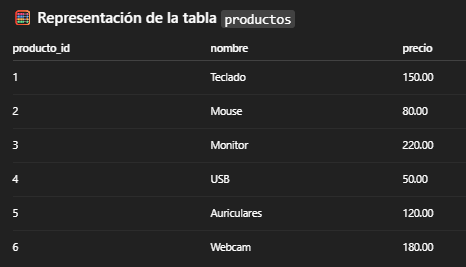 Representación de la tabla productos
producto_id nombre precio
1 Teclado 150.00
2 Mouse 80.00
3 Monitor 220.00
4 USB 50.00
5 Auriculares 120.00
6 Webcam 180.00